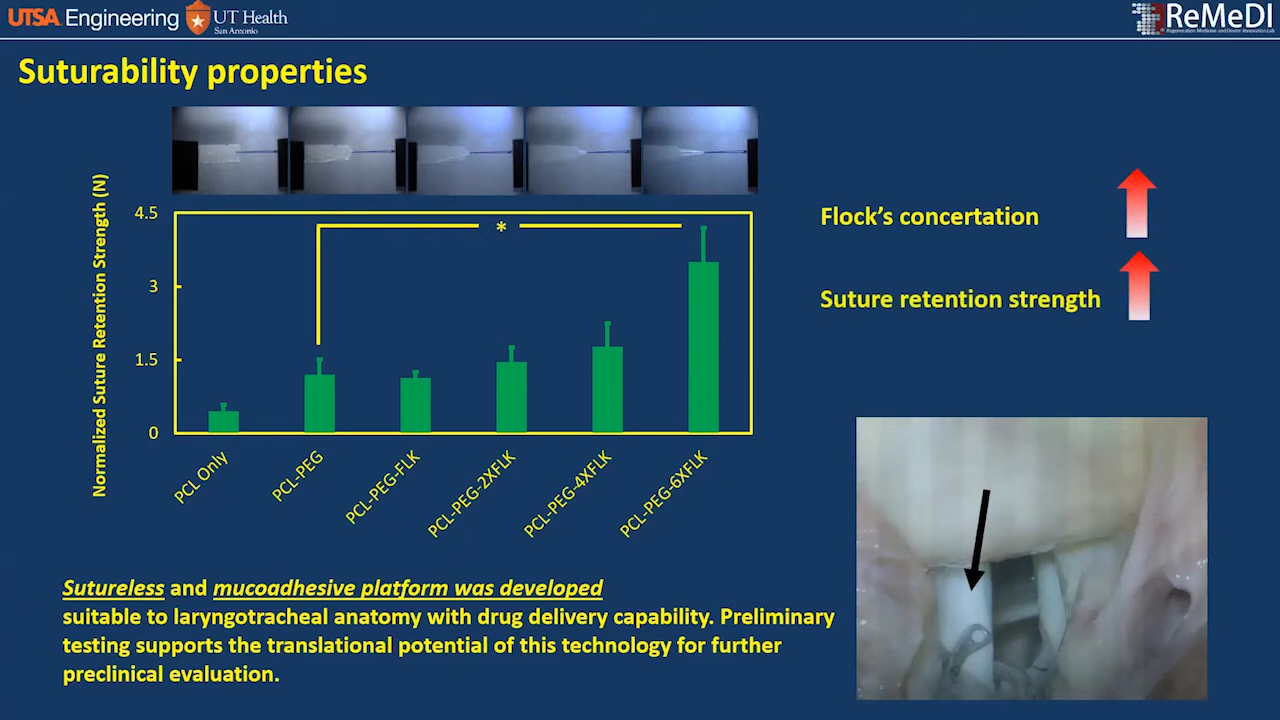 UTSA Engineering UT Health
San Antonio
ReMeDI
Regenerative Medicine and Device Innovation Lab
Suturability properties
Normalized Suture Retention Strength (N)
4.5
3
1.5
0
*
PCL Only
PCL-PEG
PCL-PEG-FLK
PCL-PEG-2XFLK
PCL-PEG-4XFLK
PCL-PEG-6XFLK
Flock's concertation
Suture retention strength
Sutureless and mucoadhesive platform was developed
suitable to laryngotracheal anatomy with drug delivery capability. Preliminary
testing supports the translational potential of this technology for further
preclinical evaluation.